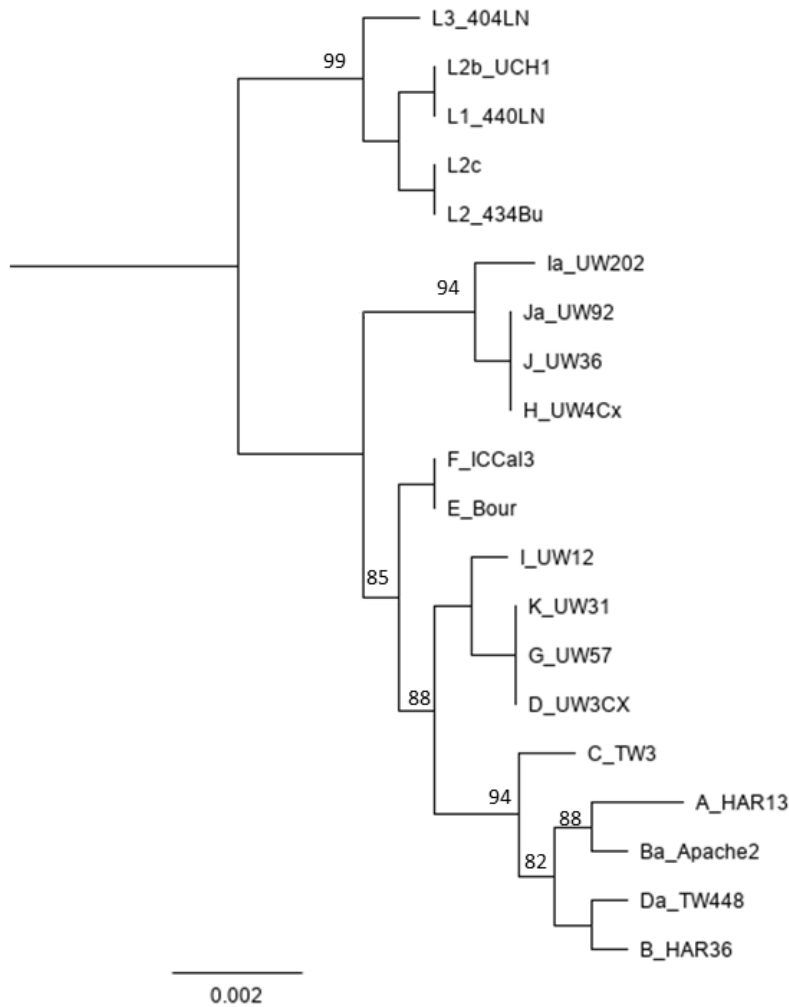 L3_404LN
99
L2b_UCH1
L1_440LN
L2c
L2_434Bu
Ia_UW202
94
Ja_UW92
J_UW36
H_UW4Cx
F_ICCal3
E_Bour
I_UW12
85
K_UW31
G_UW57
88
D_UW3CX
C_TW3
94
A_HAR13
88
Ba_Apache2
82
Da_TW448
B_HAR36
0.002